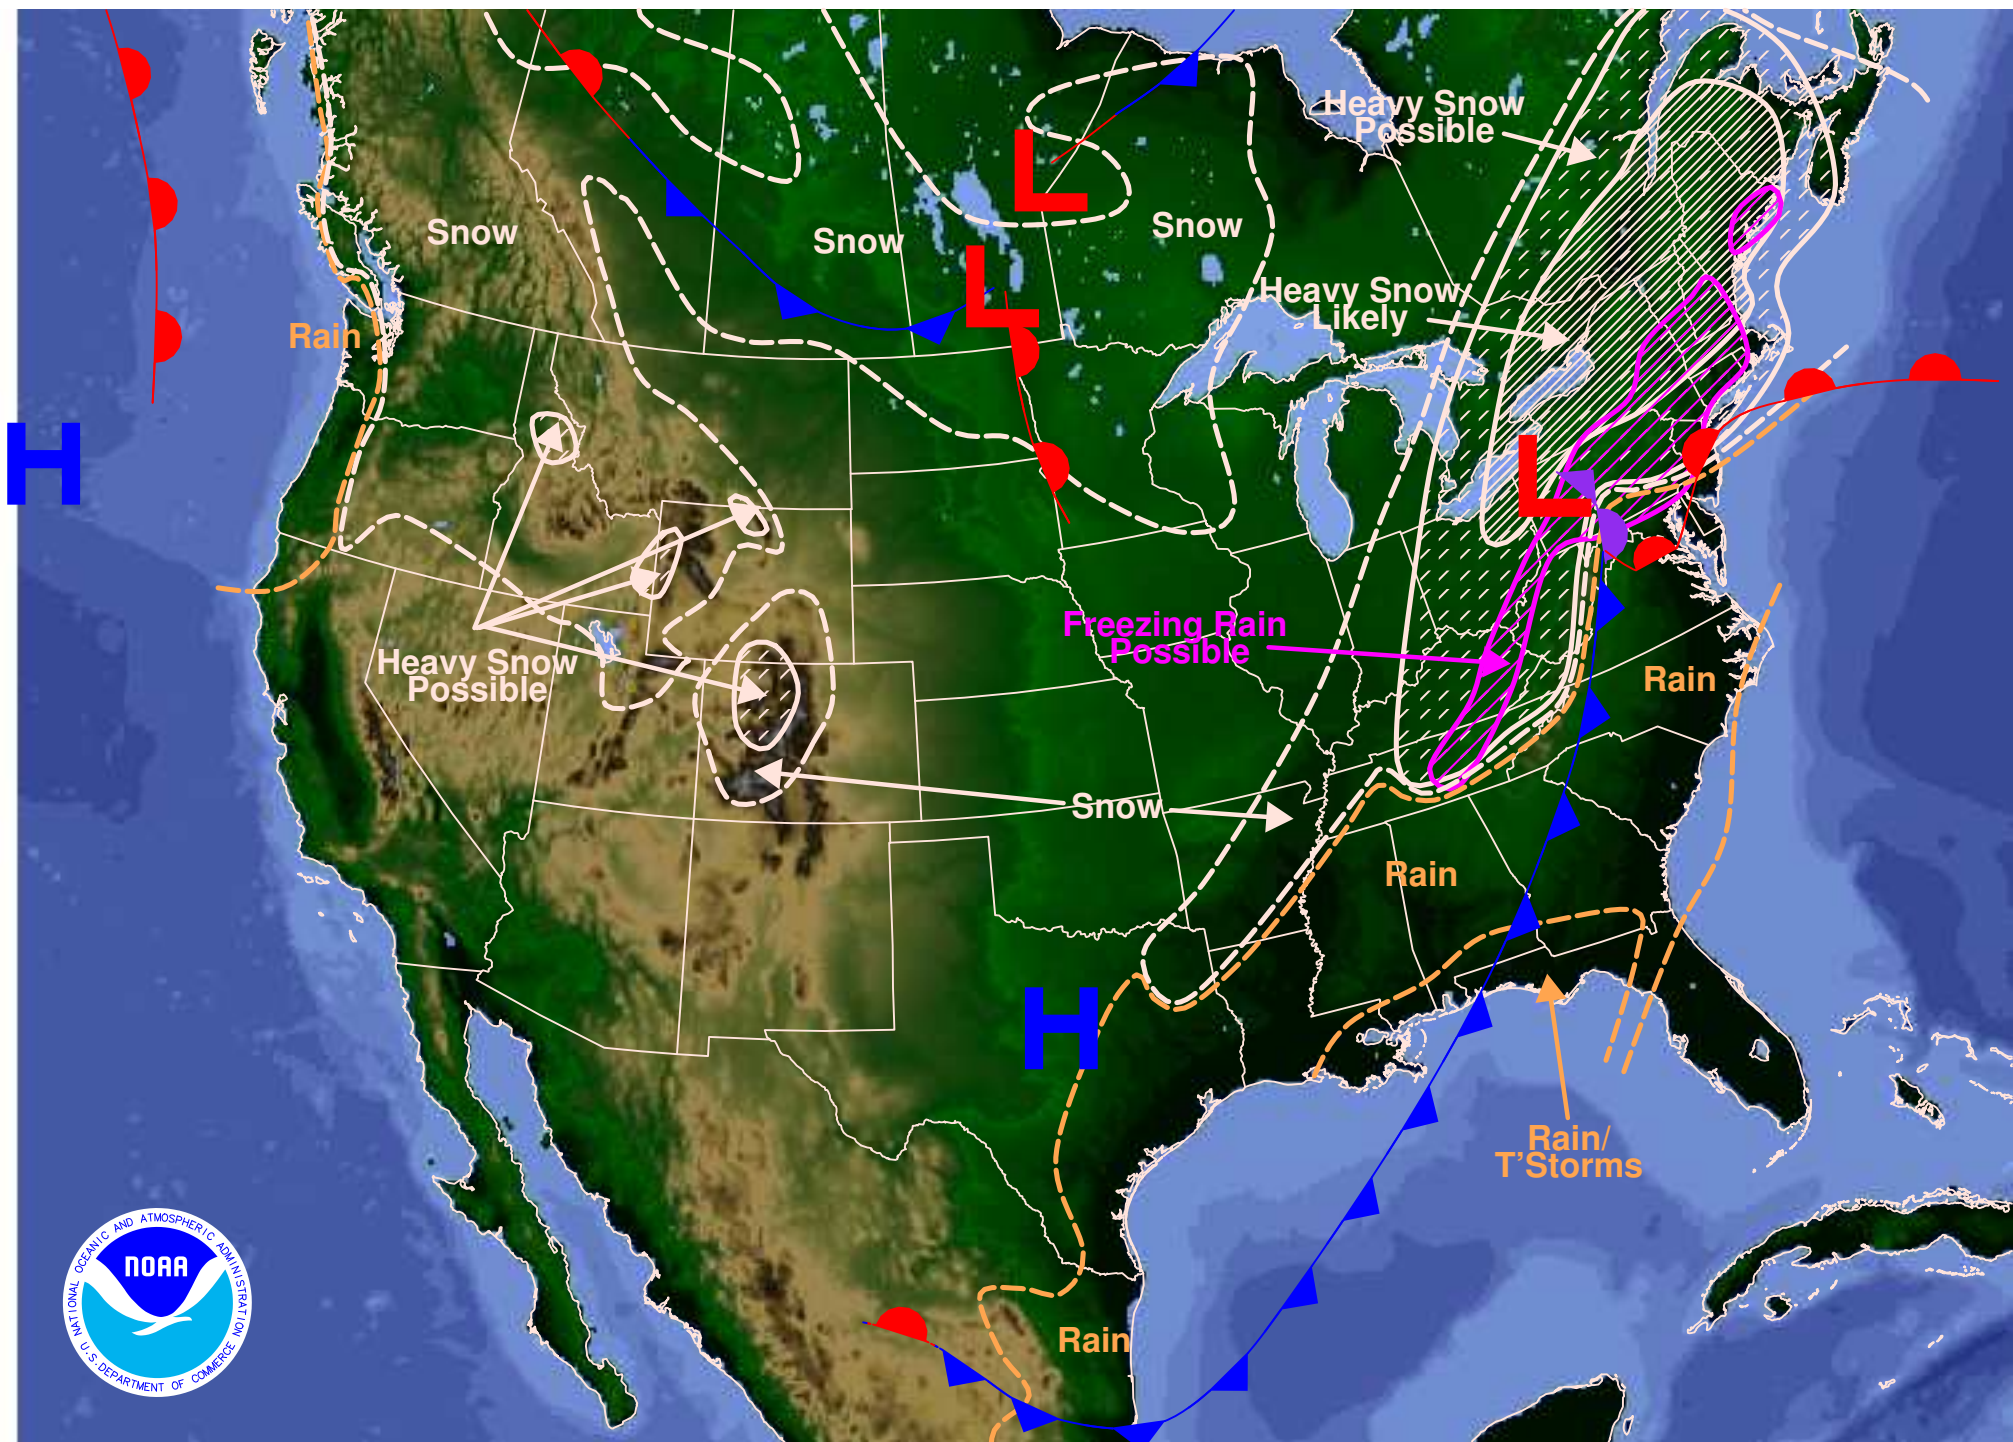 Heavy Snow
Possible
L
Snow
Snow
Snow
L
Heavy Snow
Likely
Rain
H
L
Freezing Rain
Possible
Heavy Snow
Possible
Rain
Snow
Rain
H
Rain/
T'Storms
Rain
NATIONAL OCEANIC AND ATMOSPHERIC ADMINISTRATION
NOAA
U.S. DEPARTMENT OF COMMERCE